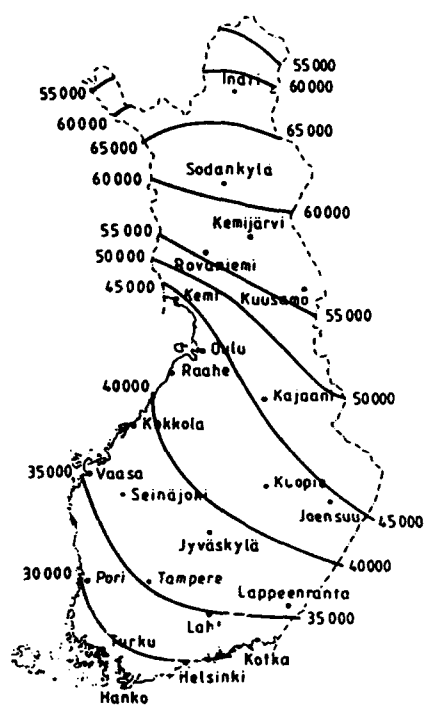 55000
Inari
60000
55000
60000
65000
65000
Sodankylä
60000
60000
Kemijärvi
55000
50000
Rovaniemi
45000
Kemi
Kuusamo
55000
Oulu
Raahe
40000
Kajaani
50000
Kokkola
35000
Vaasa
Kuopio
Seinäjoki
Joensuu
45000
Jyväskylä
40000
30000
Pori
Tampere
Lappeenranta
35000
Laht
Turku
Kotka
Helsinki
Hanko